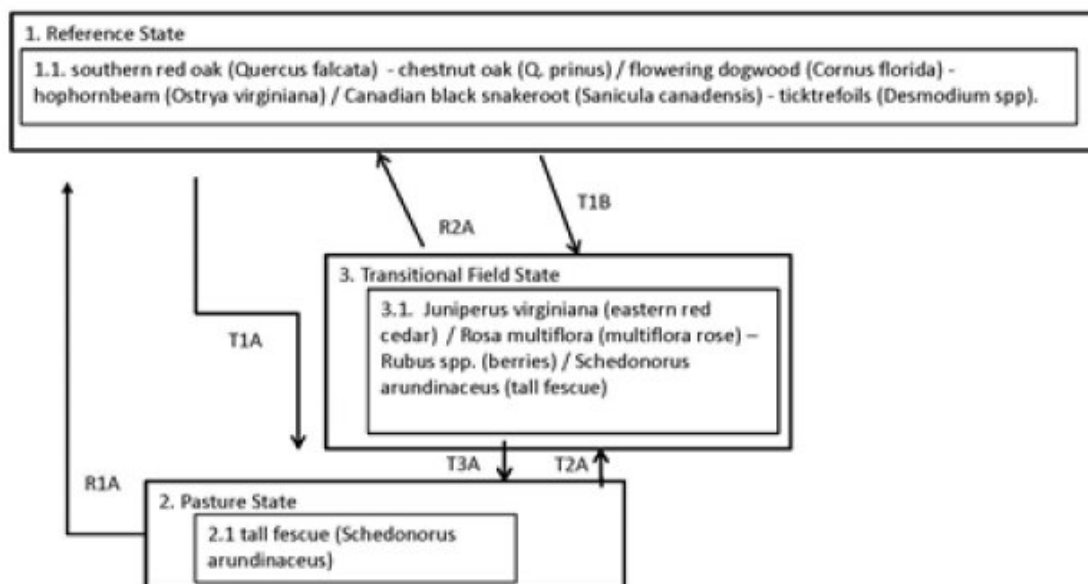 1. Reference State
1.1. southern red oak (Quercus falcata) - chestnut oak (Q. prinus) / flowering dogwood (Cornus florida) -
hophornbeam (Ostrya virginiana) / Canadian black snakeroot (Sanicula canadensis) - ticktrefoils (Desmodium spp).
T1B
R2A
3. Transitional Field State
3.1. Juniperus virginiana (eastern red
cedar) / Rosa multiflora (multiflora rose) –
Rubus spp. (berries) / Schedonorus
arundinaceus (tall fescue)
T1A
T3A
T2A
R1A
2. Pasture State
2.1 tall fescue (Schedonorus
arundinaceus)